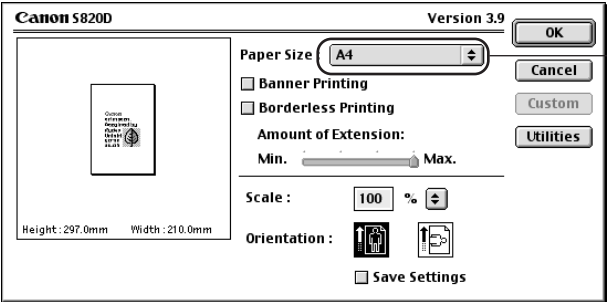 Canon S820D
Version 3.9
OK
Paper Size : A4
Cancel
Banner Printing
Borderless Printing
Custom
Amount of Extension:
Utilities
Min. Max.
Scale : 100 %
Height:297.0mm Width:210.0mm
Orientation :
Save Settings